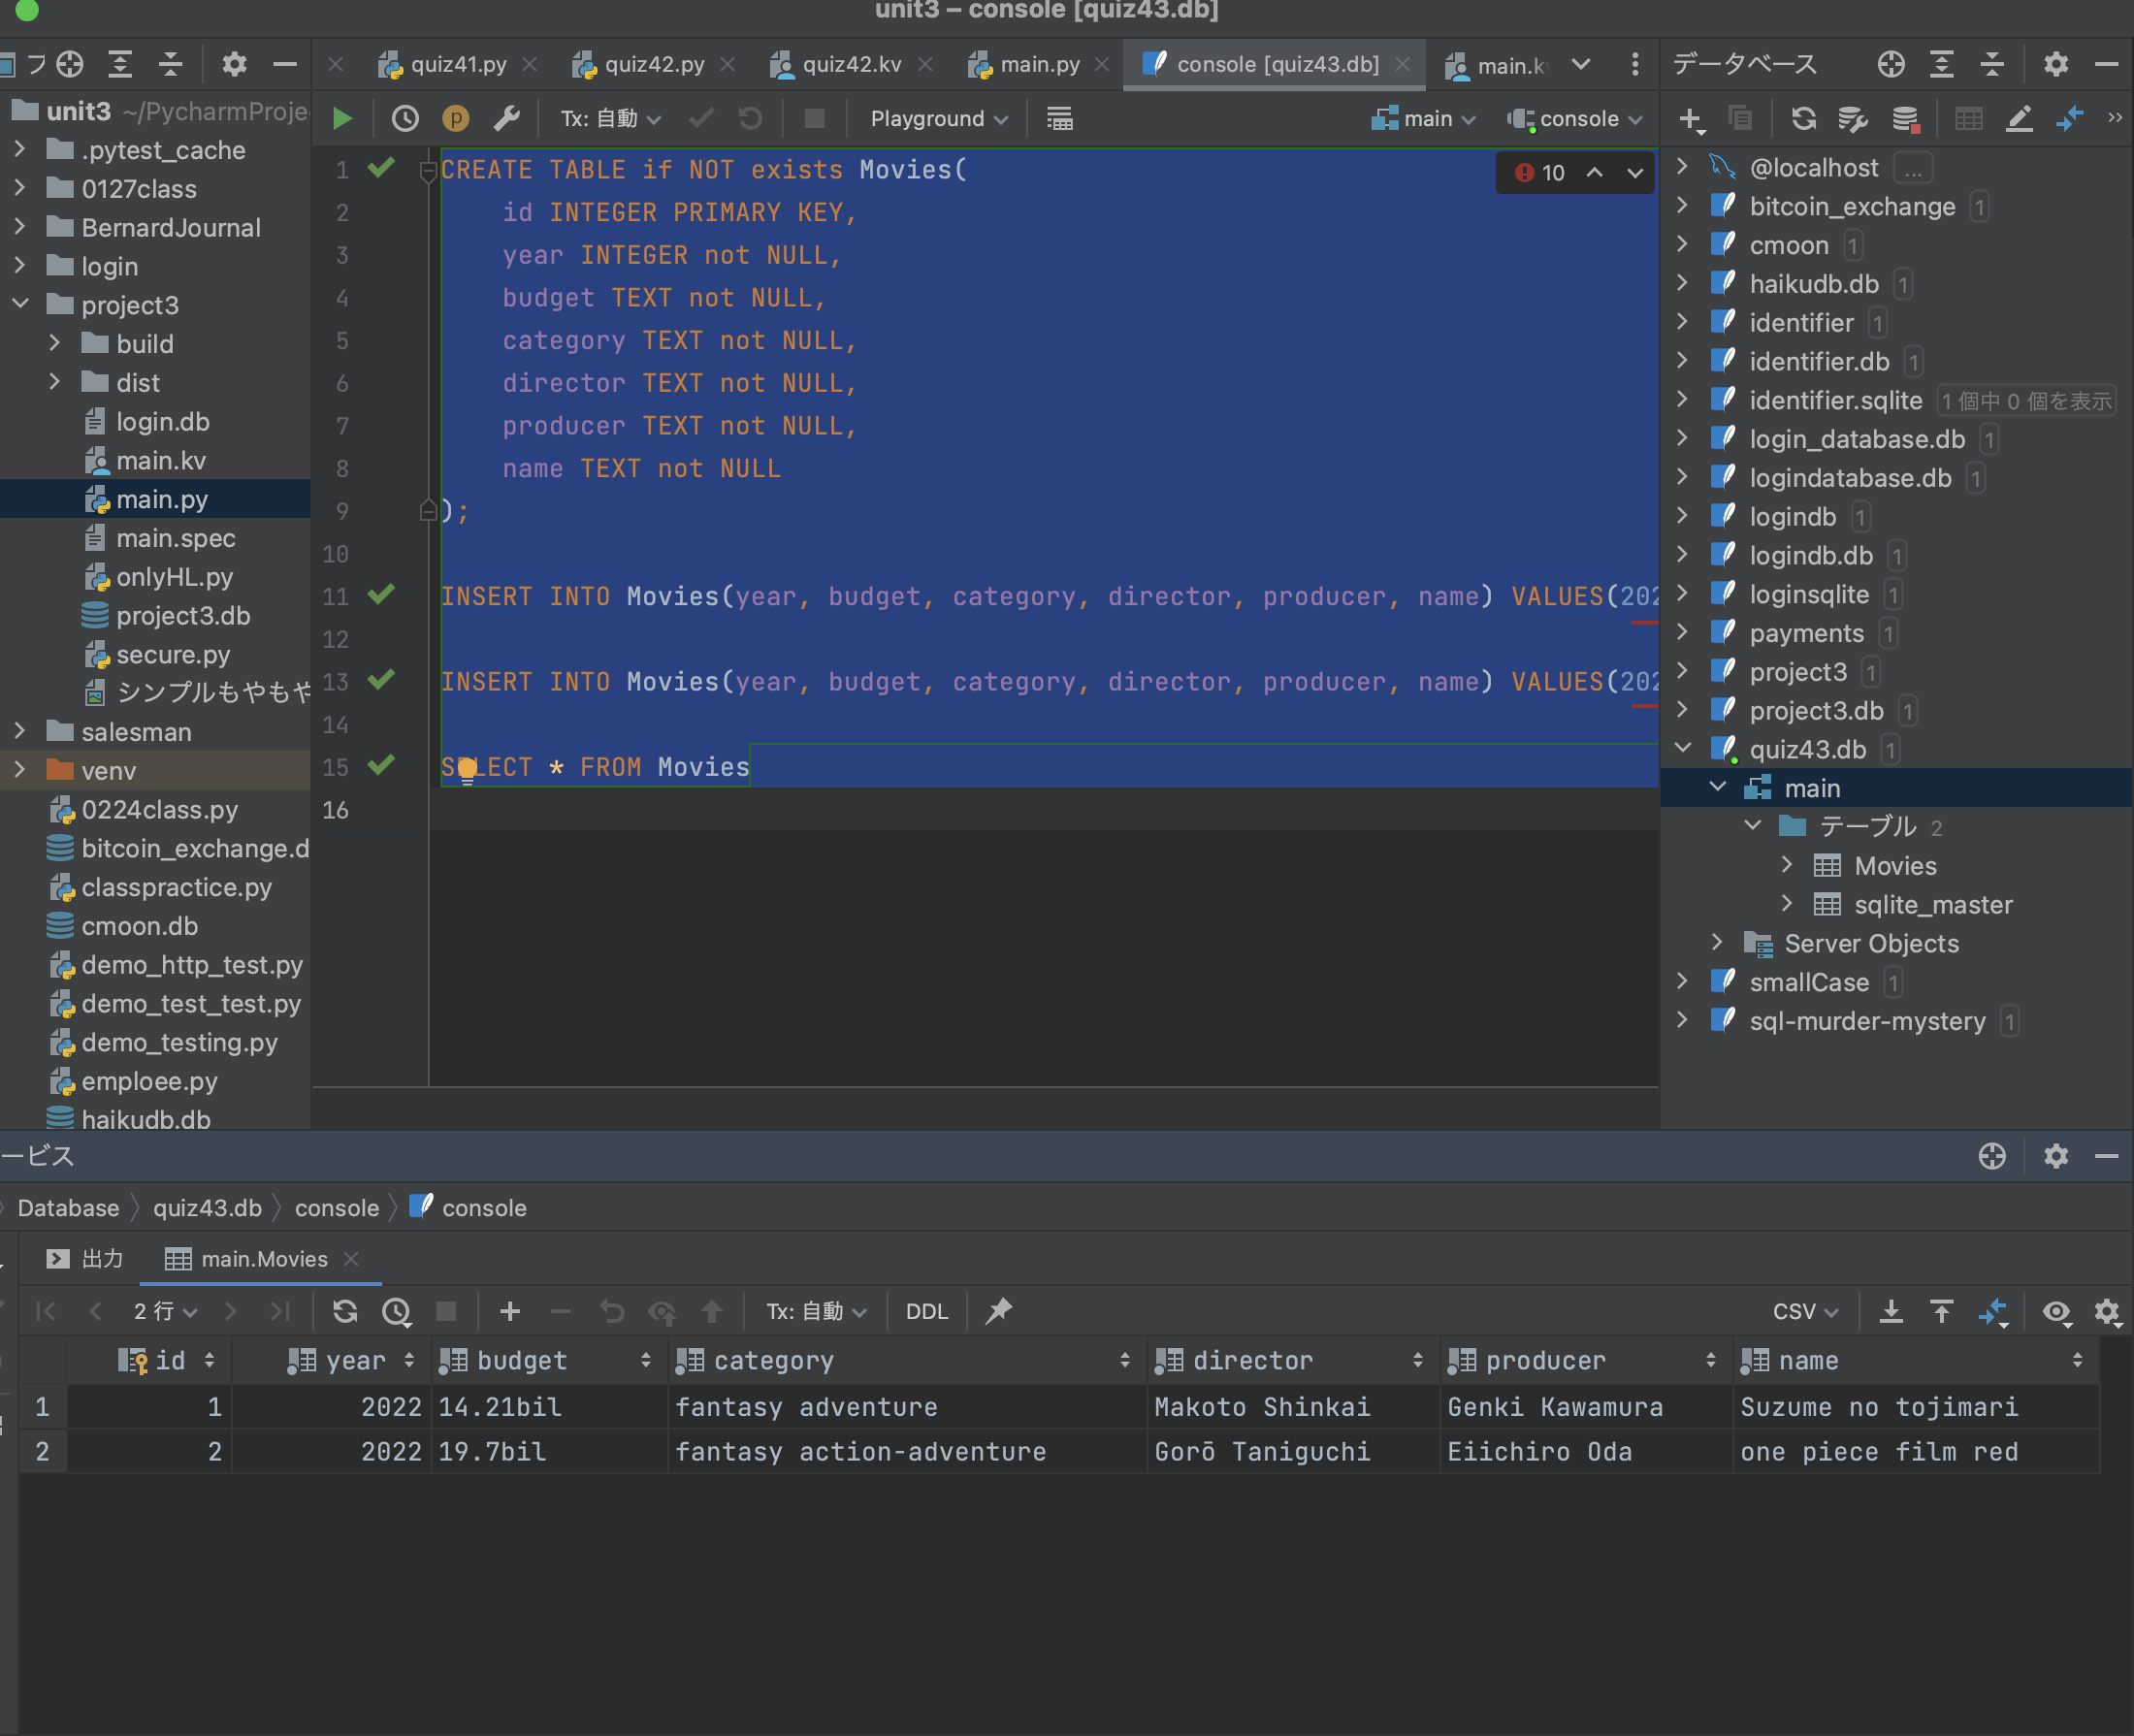 unit3 – console [quiz43.db]
quiz41.py
quiz42.py
quiz42.kv
main.py
console [quiz43.db]
main.k
データベース
unit3 ~/PycharmProje
.pytest_cache
0127class
BernardJournal
login
project3
build
dist
login.db
main.kv
main.py
main.spec
onlyHL.py
project3.db
secure.py
シンプルもやもや
salesman
venv
0224class.py
bitcoin_exchange.d
classpractice.py
cmoon.db
demo_http_test.py
demo_test_test.py
demo_testing.py
emploee.py
haikudb.db
Tx: 自動
Playground
main
console
10
1 CREATE TABLE if NOT exists Movies(
2 id INTEGER PRIMARY KEY,
3 year INTEGER not NULL,
4 budget TEXT not NULL,
5 category TEXT not NULL,
6 director TEXT not NULL,
7 producer TEXT not NULL,
8 name TEXT not NULL
9 );
10
11 INSERT INTO Movies(year, budget, category, director, producer, name) VALUES(202
12
13 INSERT INTO Movies(year, budget, category, director, producer, name) VALUES(202
14
15 SELECT * FROM Movies
16
@localhost ...
bitcoin_exchange 1
cmoon 1
haikudb.db 1
identifier 1
identifier.db 1
identifier.sqlite 1 個中 0 個を表示
login_database.db 1
logindatabase.db 1
logindb 1
logindb.db 1
loginsqlite 1
payments 1
project3 1
project3.db 1
quiz43.db 1
main
テーブル 2
Movies
sqlite_master
Server Objects
smallCase 1
sql-murder-mystery 1
ービス
Database quiz43.db console console
出力
main.Movies
2 行
Tx: 自動
DDL
CSV
id year budget category director producer name
1 1 2022 14.21bil fantasy adventure Makoto Shinkai Genki Kawamura Suzume no tojimari
2 2 2022 19.7bil fantasy action-adventure Gorō Taniguchi Eiichiro Oda one piece film red